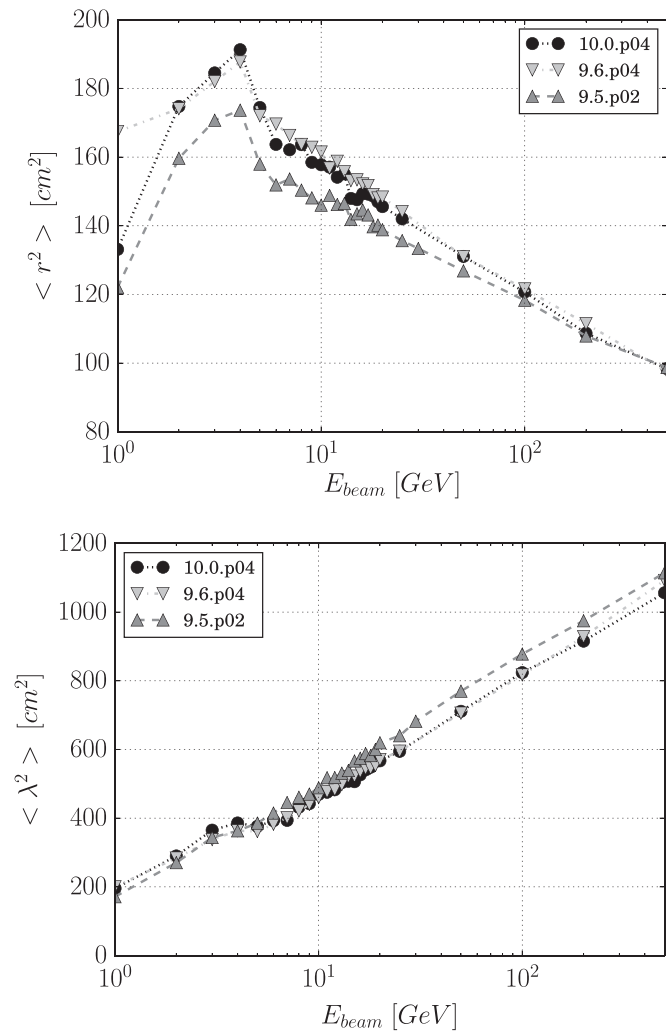 200
180
160
140
120
100
80
< r² > [cm²]
10.0.p04
9.6.p04
9.5.p02
10⁰
10¹
10²
E_beam [GeV]
1200
1000
800
600
400
200
0
< λ² > [cm²]
10.0.p04
9.6.p04
9.5.p02
10⁰
10¹
10²
E_beam [GeV]